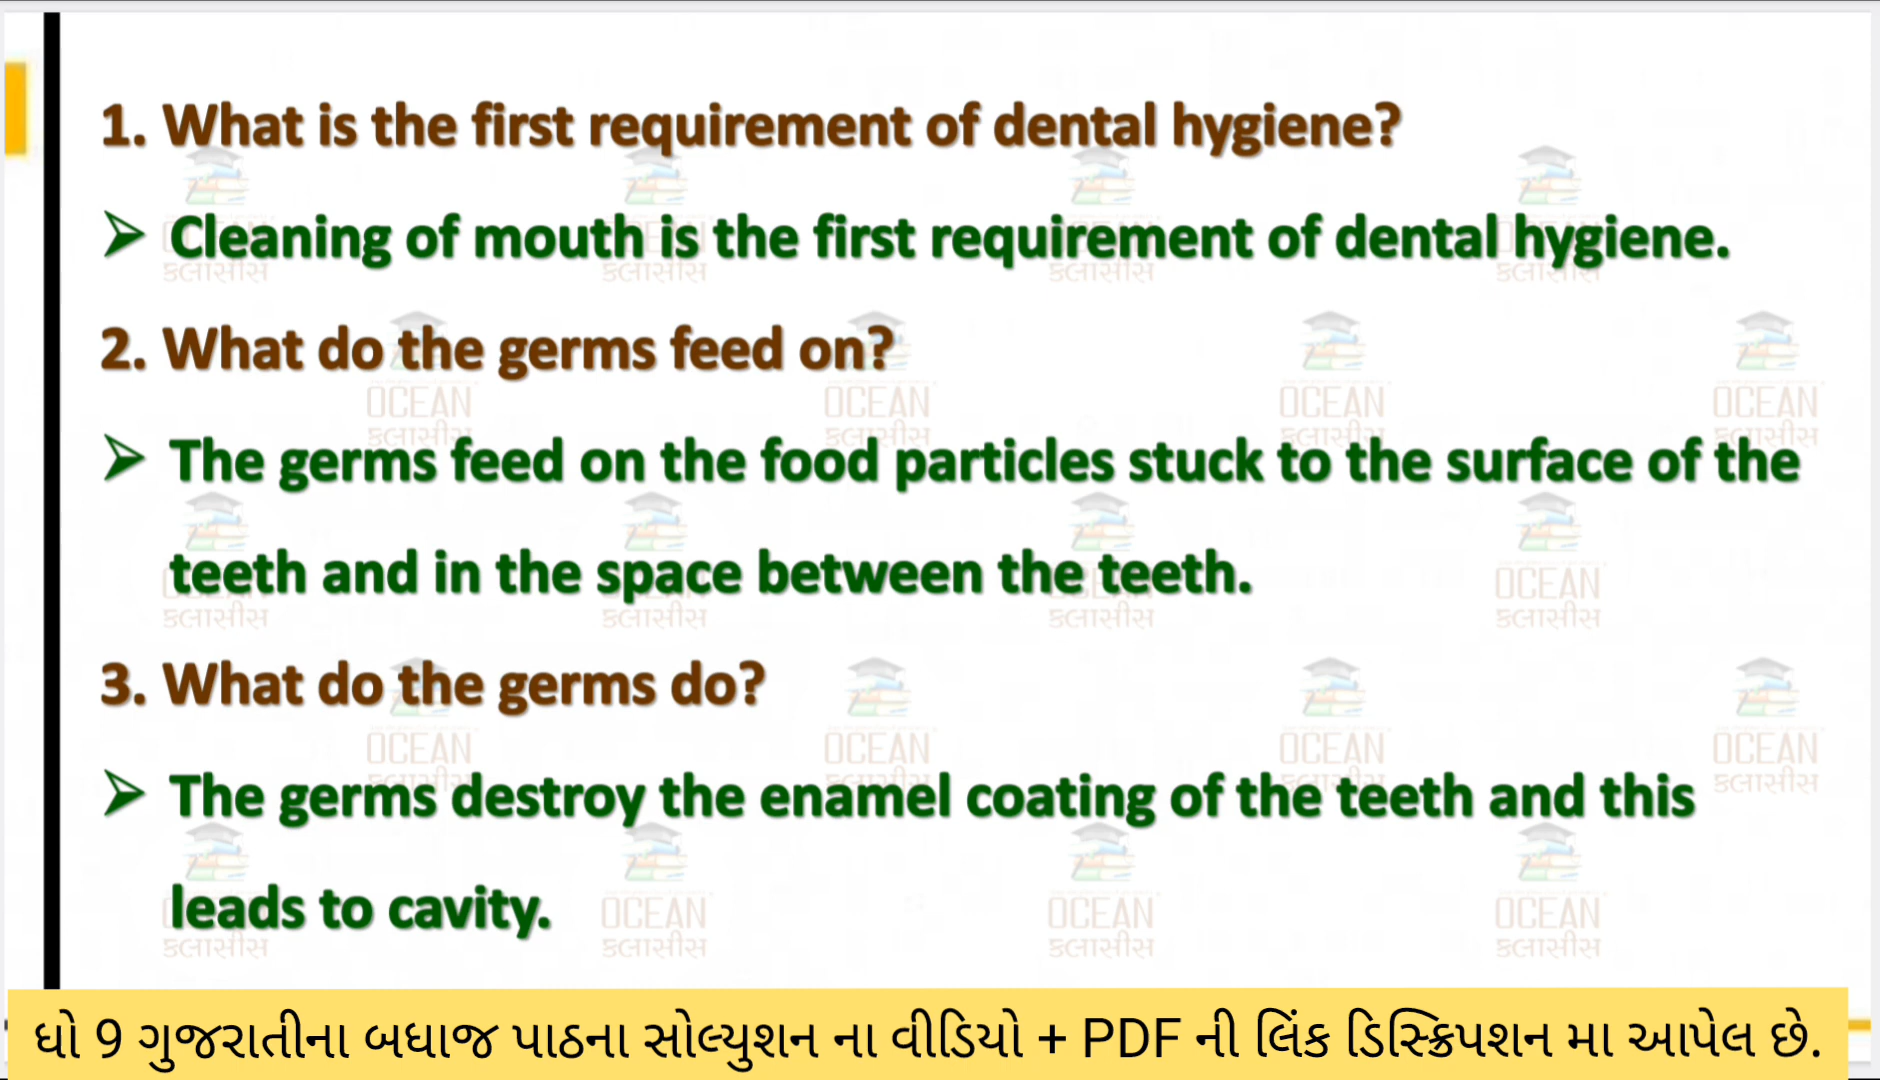 1. What is the first requirement of dental hygiene?
➢ Cleaning of mouth is the first requirement of dental hygiene.
2. What do the germs feed on?
➢ The germs feed on the food particles stuck to the surface of the
teeth and in the space between the teeth.
3. What do the germs do?
➢ The germs destroy the enamel coating of the teeth and this
leads to cavity.
OCEAN
ક્લાસીસ
ધો 9 ગુજરાતીના બધાજ પાઠના સોલ્યુશન ના વીડિયો + PDF ની લિંક ડિસ્ક્રિપશન મા આપેલ છે.